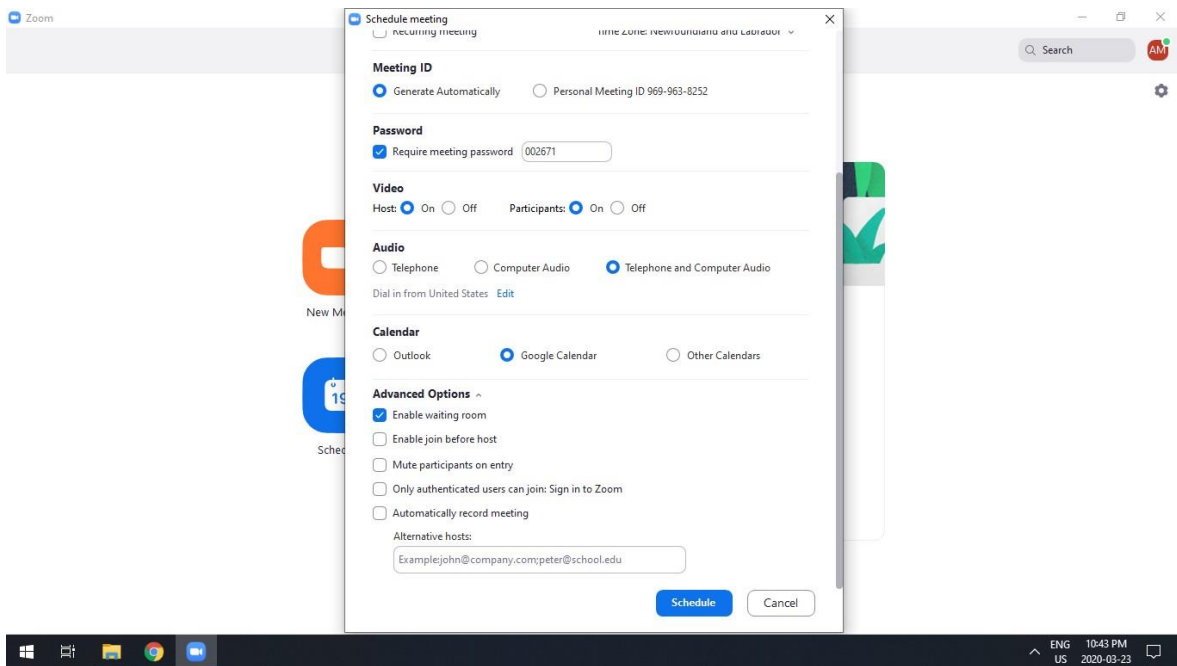 Zoom
Schedule meeting
Recurring meeting Time Zone: Newfoundland and Labrador
Search
AM
Meeting ID
Generate Automatically Personal Meeting ID 969-963-8252
Password
Require meeting password 002671
Video
Host: On Off Participants: On Off
Audio
Telephone Computer Audio Telephone and Computer Audio
Dial in from United States Edit
New M
Calendar
Outlook Google Calendar Other Calendars
Advanced Options
19
Enable waiting room
Enable join before host
Sched
Mute participants on entry
Only authenticated users can join: Sign in to Zoom
Automatically record meeting
Alternative hosts:
Example:john@company.com;peter@school.edu
Schedule Cancel
ENG 10:43 PM
US 2020-03-23